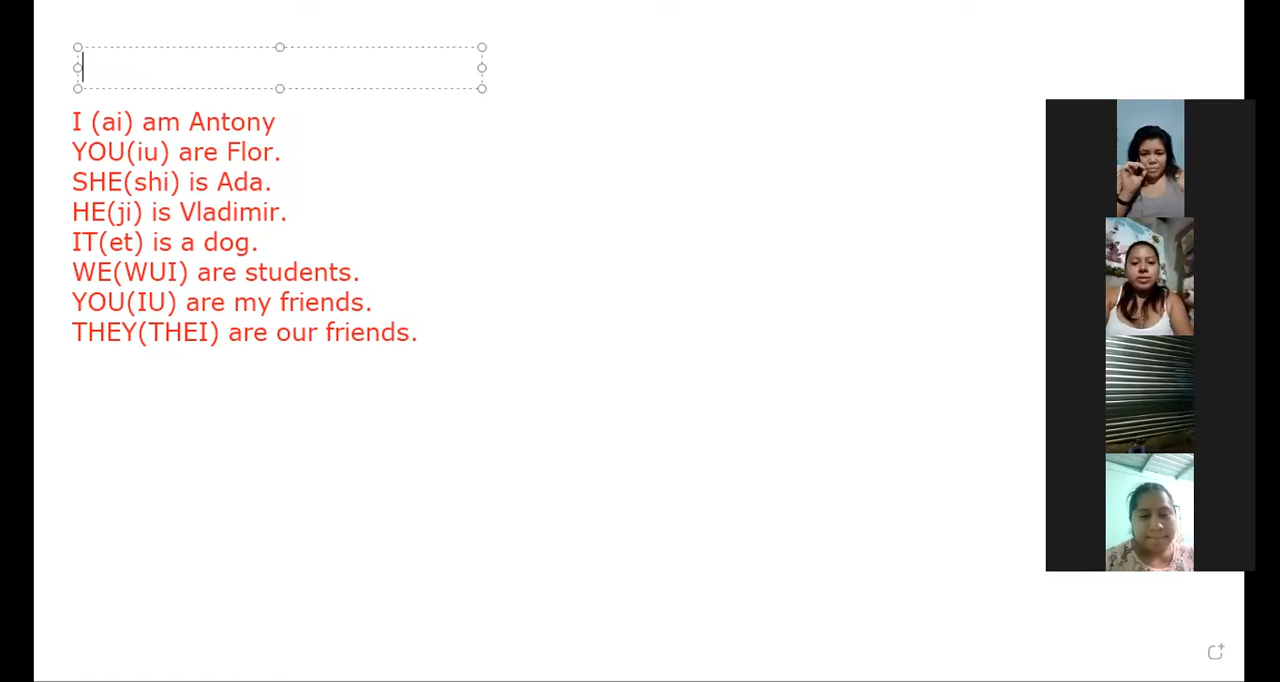 I (ai) am Antony
YOU(iu) are Flor.
SHE(shi) is Ada.
HE(ji) is Vladimir.
IT(et) is a dog.
WE(WUI) are students.
YOU(IU) are my friends.
THEY(THEI) are our friends.